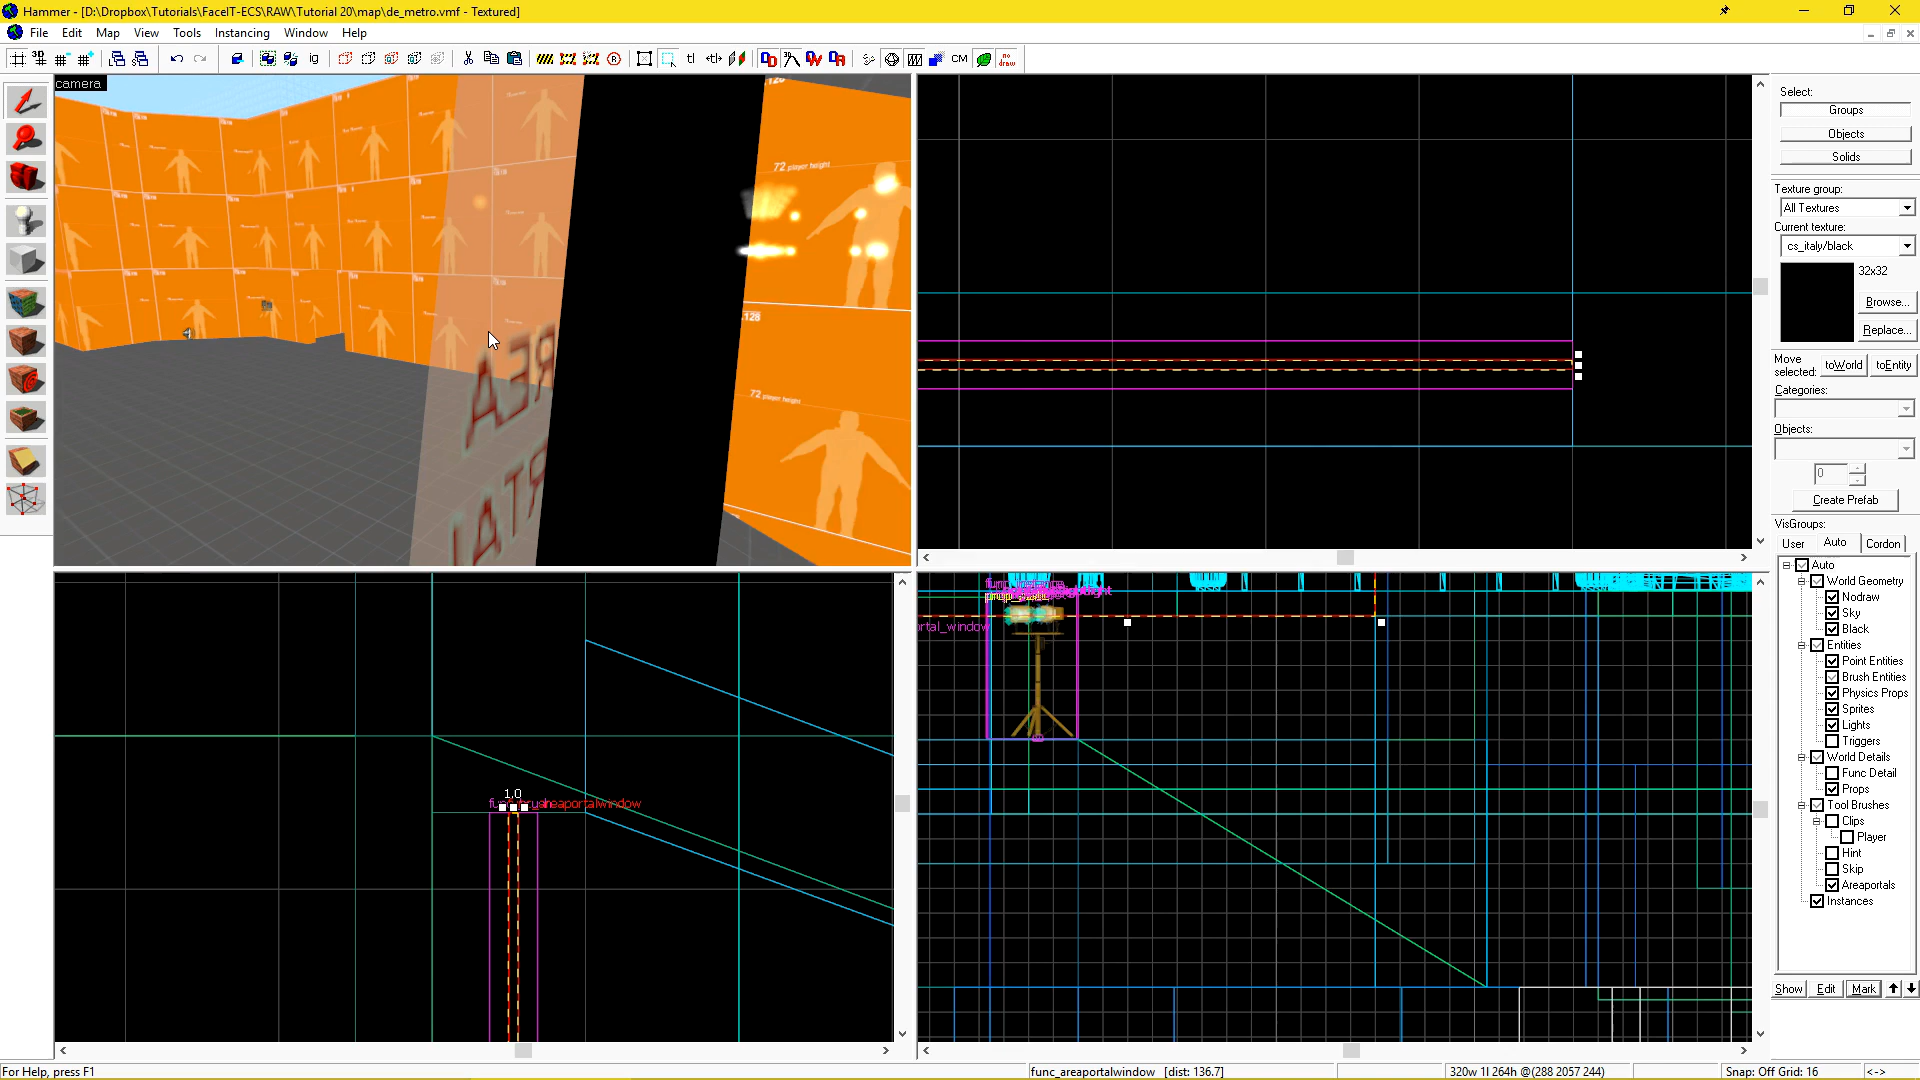 Hammer - [D:\Dropbox\Tutorials\FaceIT-ECS\RAW\Tutorial 20\map\de_metro.vmf - Textured]
File Edit Map View Tools Instancing Window Help
camera
72 player height
.128
72 player height
1,0
areaportalwindow
portal_window
Select:
Groups
Objects
Solids
Texture group:
All Textures
Current texture:
cs_italy/black
32x32
Browse...
Replace...
Move selected:
toWorld
toEntity
Categories:
Objects:
0
Create Prefab
VisGroups:
User Auto Cordon
Auto
World Geometry
Nodraw
Sky
Black
Entities
Point Entities
Brush Entities
Physics Props
Sprites
Lights
Triggers
World Details
Func Detail
Props
Tool Brushes
Clips
Player
Hint
Skip
Areaportals
Instances
Show Edit Mark
For Help, press F1
func_areaportalwindow [dist: 136.7]
320w 1l 264h @(288 2057 244)
Snap: Off Grid: 16
<->